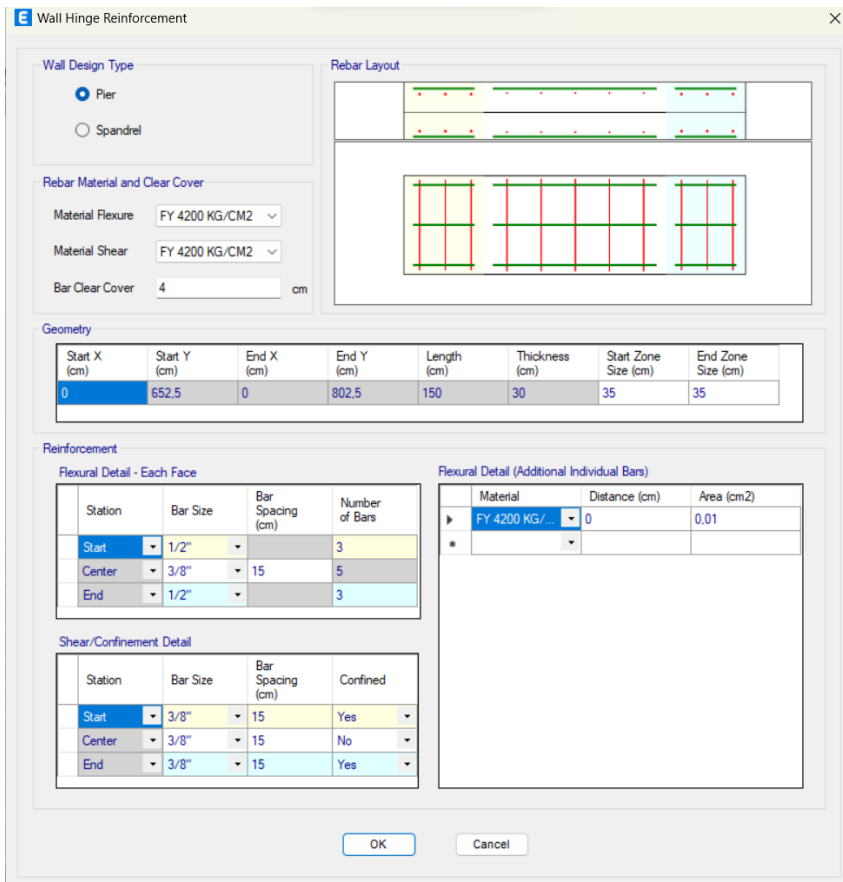 E Wall Hinge Reinforcement
Wall Design Type
Pier
Spandrel
Rebar Layout
Rebar Material and Clear Cover
Material Flexure FY 4200 KG/CM2
Material Shear FY 4200 KG/CM2
Bar Clear Cover 4 cm
Geometry
Start X (cm) Start Y (cm) End X (cm) End Y (cm) Length (cm) Thickness (cm) Start Zone Size (cm) End Zone Size (cm)
0 652,5 0 802,5 150 30 35 35
Reinforcement
Flexural Detail - Each Face
Station Bar Size Bar Spacing (cm) Number of Bars
Start 1/2" 3
Center 3/8" 15 5
End 1/2" 3
Flexural Detail (Additional Individual Bars)
Material Distance (cm) Area (cm2)
FY 4200 KG/... 0 0,01
Shear/Confinement Detail
Station Bar Size Bar Spacing (cm) Confined
Start 3/8" 15 Yes
Center 3/8" 15 No
End 3/8" 15 Yes
OK Cancel